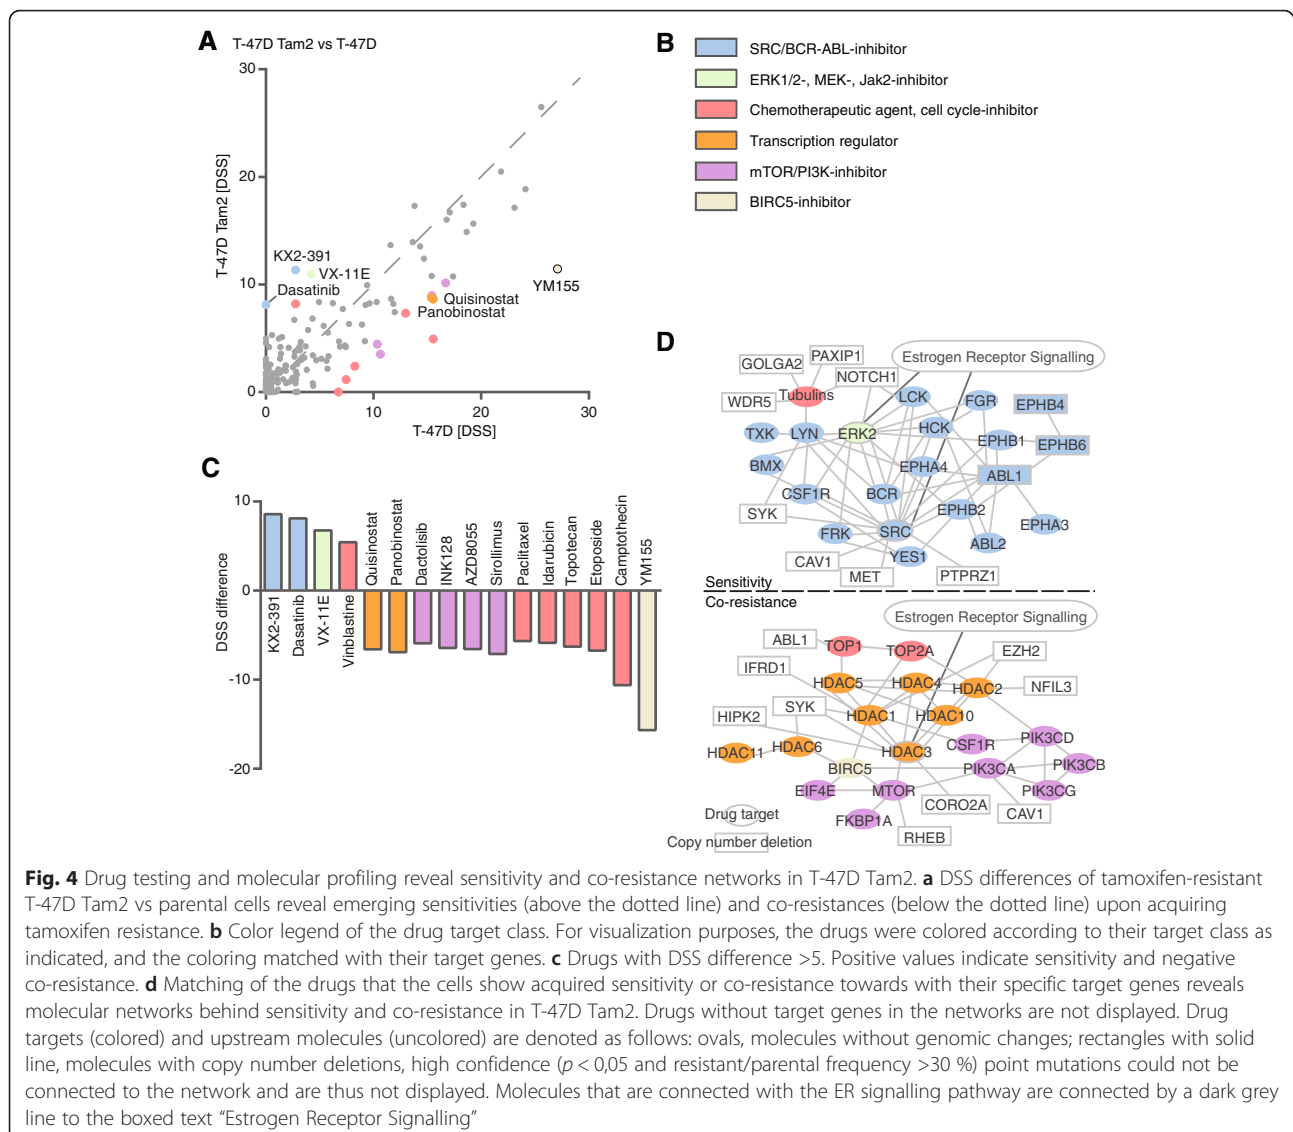 A T-47D Tam2 vs T-47D
30
20
10
0
T-47D Tam2 [DSS]
KX2-391
VX-11E
Dasatinib
Quisinostat
Panobinostat
YM155
0 10 20 30
T-47D [DSS]
B
SRC/BCR-ABL-inhibitor
ERK1/2-, MEK-, Jak2-inhibitor
Chemotherapeutic agent, cell cycle-inhibitor
Transcription regulator
mTOR/PI3K-inhibitor
BIRC5-inhibitor
C
10
0
-10
-20
DSS difference
KX2-391
Dasatinib
VX-11E
Vinblastine
Quisinostat
Panobinostat
Dactolisib
INK128
AZD8055
Sirollimus
Paclitaxel
Idarubicin
Topotecan
Etoposide
Camptothecin
YM155
D
Estrogen Receptor Signalling
GOLGA2
PAXIP1
NOTCH1
WDR5
Tubulins
LCK
FGR
EPHB4
TXK
LYN
ERK2
HCK
EPHB1
EPHB6
BMX
EPHA4
ABL1
CSF1R
BCR
SYK
EPHB2
EPHA3
FRK
SRC
ABL2
YES1
CAV1
MET
PTPRZ1
Sensitivity
Co-resistance
Estrogen Receptor Signalling
ABL1
TOP1
TOP2A
EZH2
IFRD1
HDAC5
HDAC4
HDAC2
NFIL3
SYK
HIPK2
HDAC1
HDAC10
HDAC11
HDAC6
HDAC3
CSF1R
PIK3CD
BIRC5
PIK3CA
PIK3CB
EIF4E
MTOR
PIK3CG
CORO2A
CAV1
FKBP1A
RHEB
Drug target
Copy number deletion
Fig. 4 Drug testing and molecular profiling reveal sensitivity and co-resistance networks in T-47D Tam2. a DSS differences of tamoxifen-resistant
T-47D Tam2 vs parental cells reveal emerging sensitivities (above the dotted line) and co-resistances (below the dotted line) upon acquiring
tamoxifen resistance. b Color legend of the drug target class. For visualization purposes, the drugs were colored according to their target class as
indicated, and the coloring matched with their target genes. c Drugs with DSS difference >5. Positive values indicate sensitivity and negative
co-resistance. d Matching of the drugs that the cells show acquired sensitivity or co-resistance towards with their specific target genes reveals
molecular networks behind sensitivity and co-resistance in T-47D Tam2. Drugs without target genes in the networks are not displayed. Drug
targets (colored) and upstream molecules (uncolored) are denoted as follows: ovals, molecules without genomic changes; rectangles with solid
line, molecules with copy number deletions, high confidence (p < 0,05 and resistant/parental frequency >30 %) point mutations could not be
connected to the network and are thus not displayed. Molecules that are connected with the ER signalling pathway are connected by a dark grey
line to the boxed text “Estrogen Receptor Signalling”